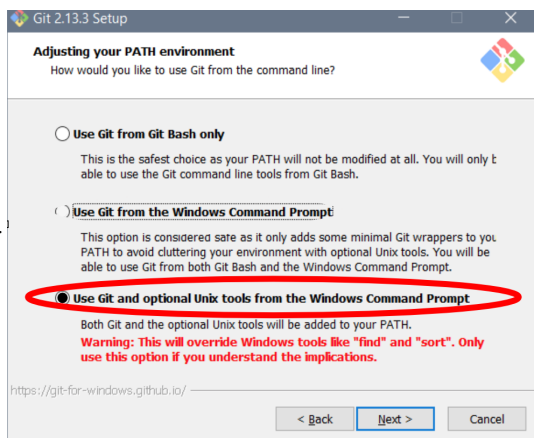 Git 2.13.3 Setup
Adjusting your PATH environment
How would you like to use Git from the command line?
Use Git from Git Bash only
This is the safest choice as your PATH will not be modified at all. You will only
able to use the Git command line tools from Git Bash.
Use Git from the Windows Command Prompt
This option is considered safe as it only adds some minimal Git wrappers to
PATH to avoid cluttering your environment with optional Unix tools. You will be
able to use Git from both Git Bash and the Windows Command Prompt.
Use Git and optional Unix tools from the Windows Command Prompt
Both Git and the optional Unix tools will be added to your PATH.
Warning: This will override Windows tools like "find" and "sort". Only
use this option if you understand the implications.
https://git-for-windows.github.io/
< Back Next > Cancel